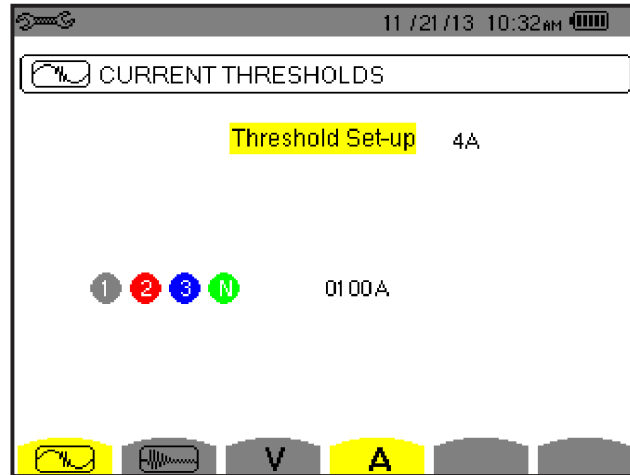 11/21/13 10:32AM
CURRENT THRESHOLDS
Threshold Set-up 4A
1 2 3 N 0100A
V A